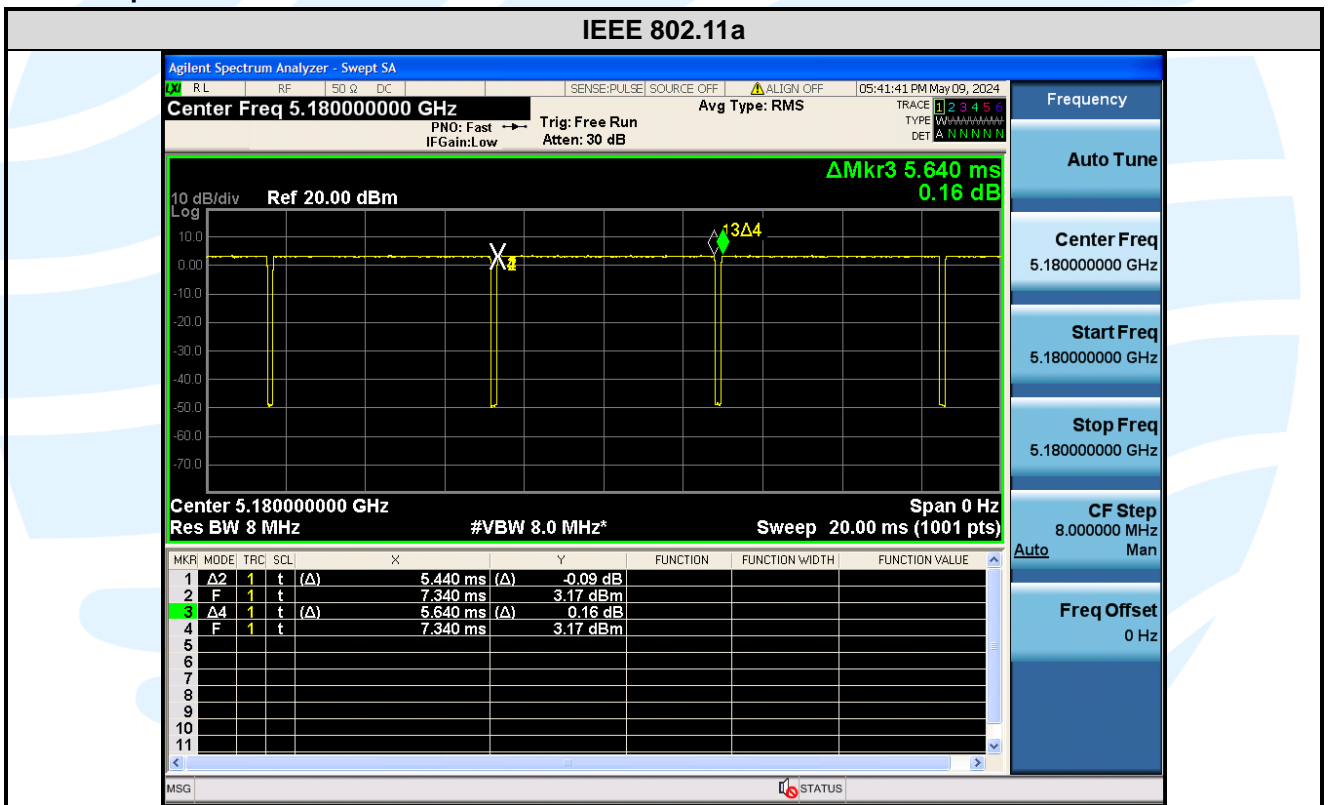 IEEE 802.11a
Agilent Spectrum Analyzer - Swept SA
RL RF 50 Ω DC SENSE:PULSE SOURCE OFF ALIGN OFF 05:41:41 PM May 09, 2024
Center Freq 5.180000000 GHz
Avg Type: RMS
TRACE 1 2 3 4 5 6
PNO: Fast Trig: Free Run TYPE
IFGain:Low Atten: 30 dB DET A N N N N N
ΔMkr3 5.640 ms
0.16 dB
10 dB/div Ref 20.00 dBm
Log
10.0
0.00
-10.0
-20.0
-30.0
-40.0
-50.0
-60.0
-70.0
13Δ4
Center 5.180000000 GHz Span 0 Hz
Res BW 8 MHz #VBW 8.0 MHz* Sweep 20.00 ms (1001 pts)
MKR MODE TRC SCL X Y FUNCTION FUNCTION WIDTH FUNCTION VALUE
1 Δ2 1 t (Δ) 5.440 ms (Δ) -0.09 dB
2 F 1 t 7.340 ms 3.17 dBm
3 Δ4 1 t (Δ) 5.640 ms (Δ) 0.16 dB
4 F 1 t 7.340 ms 3.17 dBm
5
6
7
8
9
10
11
MSG STATUS
Frequency
Auto Tune
Center Freq
5.180000000 GHz
Start Freq
5.180000000 GHz
Stop Freq
5.180000000 GHz
CF Step
8.000000 MHz
Auto Man
Freq Offset
0 Hz